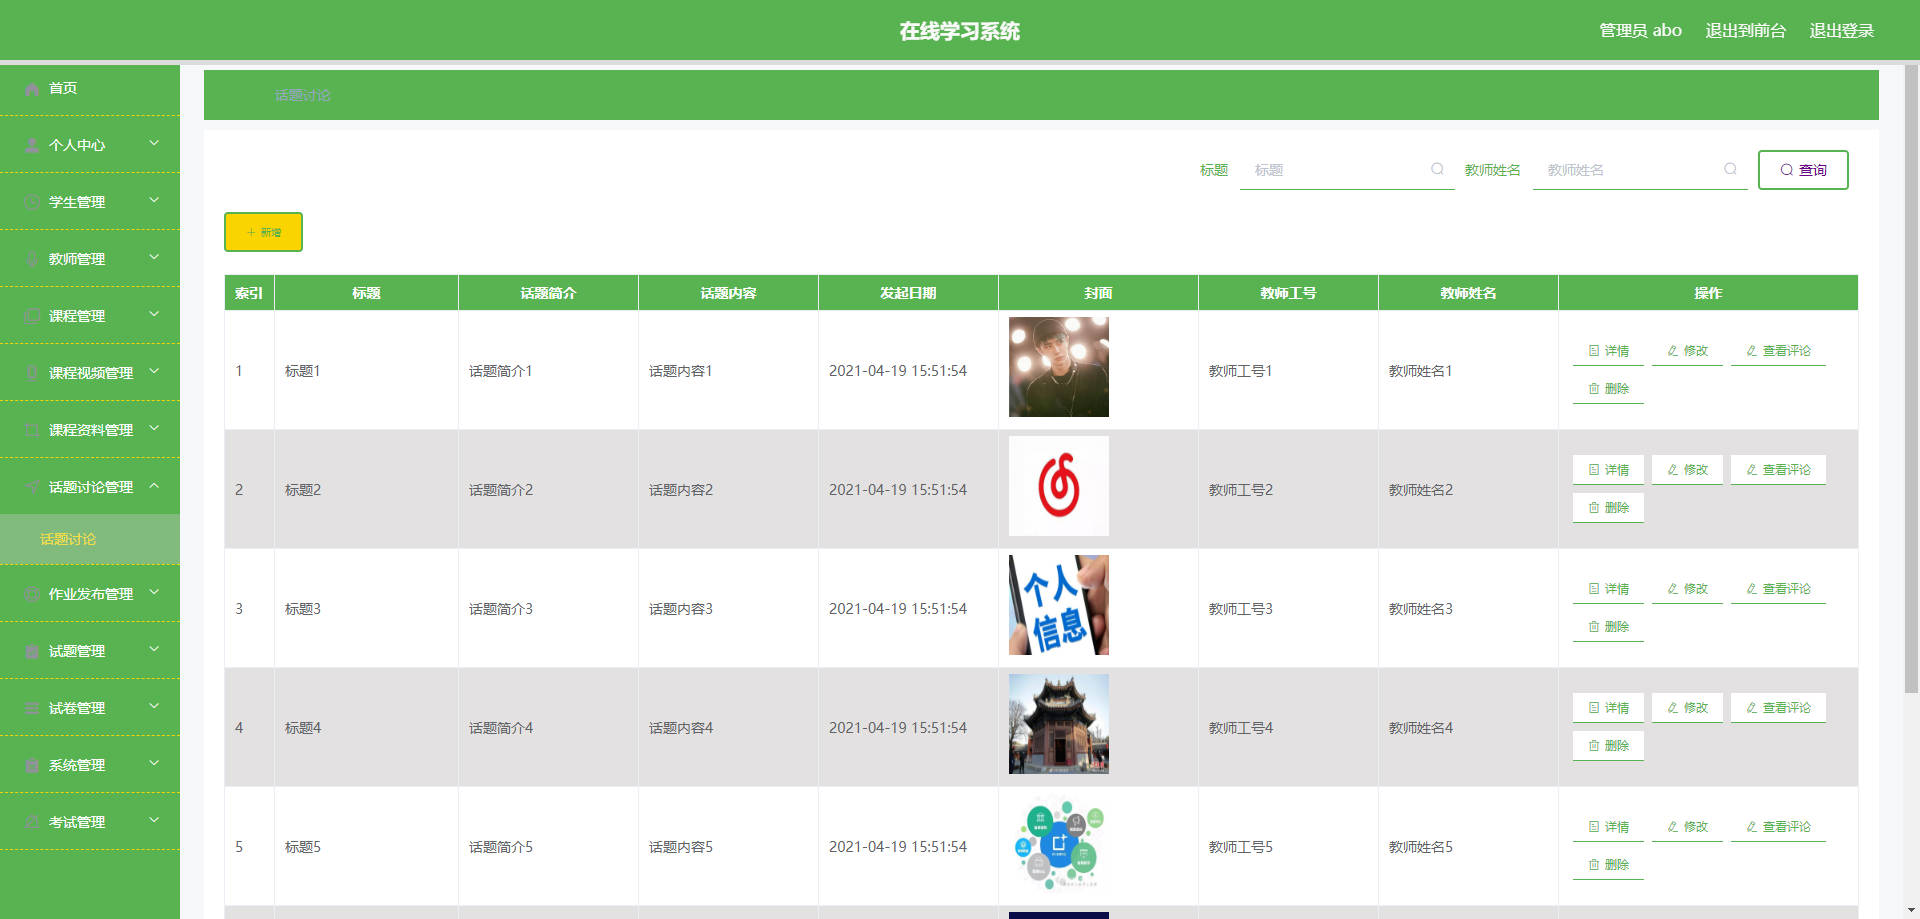 在线学习系统
管理员 abo 退出到前台 退出登录
首页
个人中心
学生管理
教师管理
课程管理
课程视频管理
课程资料管理
话题讨论管理
话题讨论
作业发布管理
试题管理
试卷管理
系统管理
考试管理
话题讨论
标题 标题 教师姓名 教师姓名 查询
新增
索引 标题 话题简介 话题内容 发起日期 封面 教师工号 教师姓名 操作
1 标题1 话题简介1 话题内容1 2021-04-19 15:51:54 教师工号1 教师姓名1 详情 修改 查看评论
删除
2 标题2 话题简介2 话题内容2 2021-04-19 15:51:54 教师工号2 教师姓名2 详情 修改 查看评论
删除
3 标题3 话题简介3 话题内容3 2021-04-19 15:51:54 个人 教师工号3 教师姓名3 详情 修改 查看评论
信息 删除
4 标题4 话题简介4 话题内容4 2021-04-19 15:51:54 教师工号4 教师姓名4 详情 修改 查看评论
删除
5 标题5 话题简介5 话题内容5 2021-04-19 15:51:54 教师工号5 教师姓名5 详情 修改 查看评论
删除